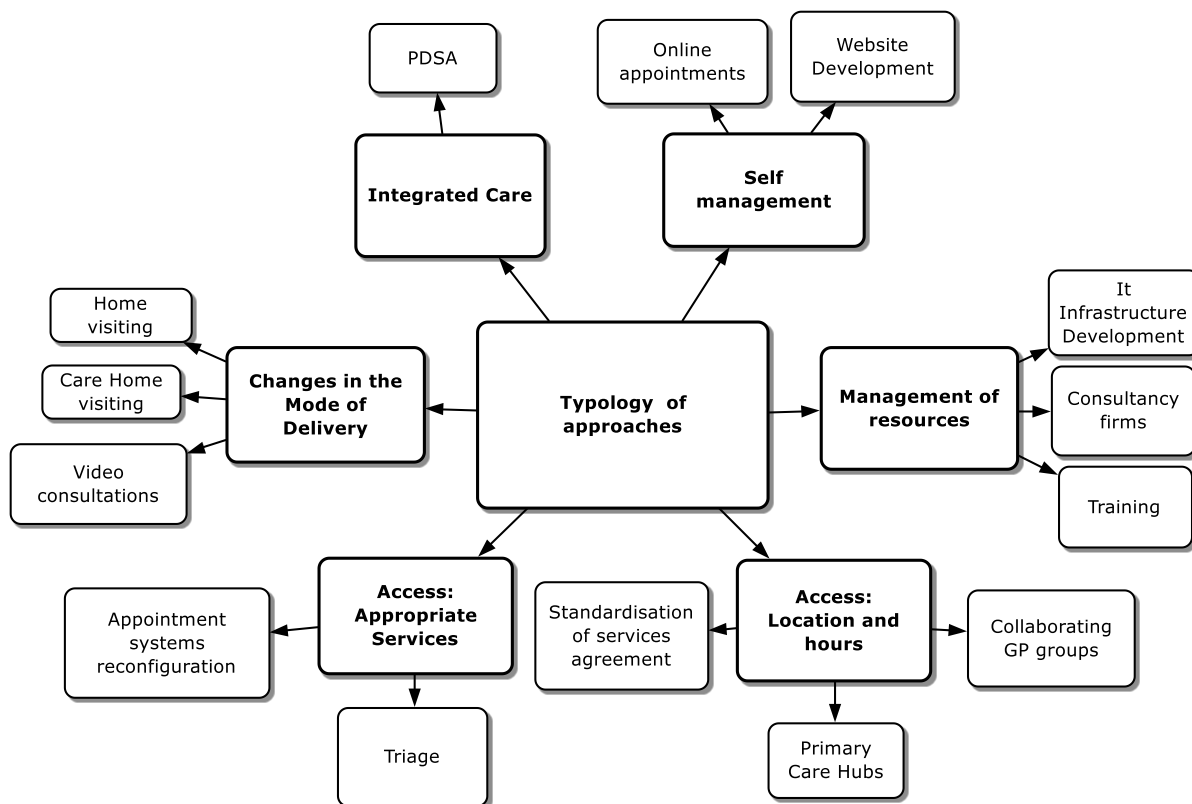 PDSA
Online
appointments
Website
Development
Integrated Care
Self
management
Home
visiting
Care Home
visiting
Video
consultations
Changes in the
Mode of
Delivery
Typology of
approaches
Management of
resources
It
Infrastructure
Development
Consultancy
firms
Training
Access:
Appropriate
Services
Appointment
systems
reconfiguration
Triage
Standardisation
of services
agreement
Access:
Location and
hours
Collaborating
GP groups
Primary
Care Hubs